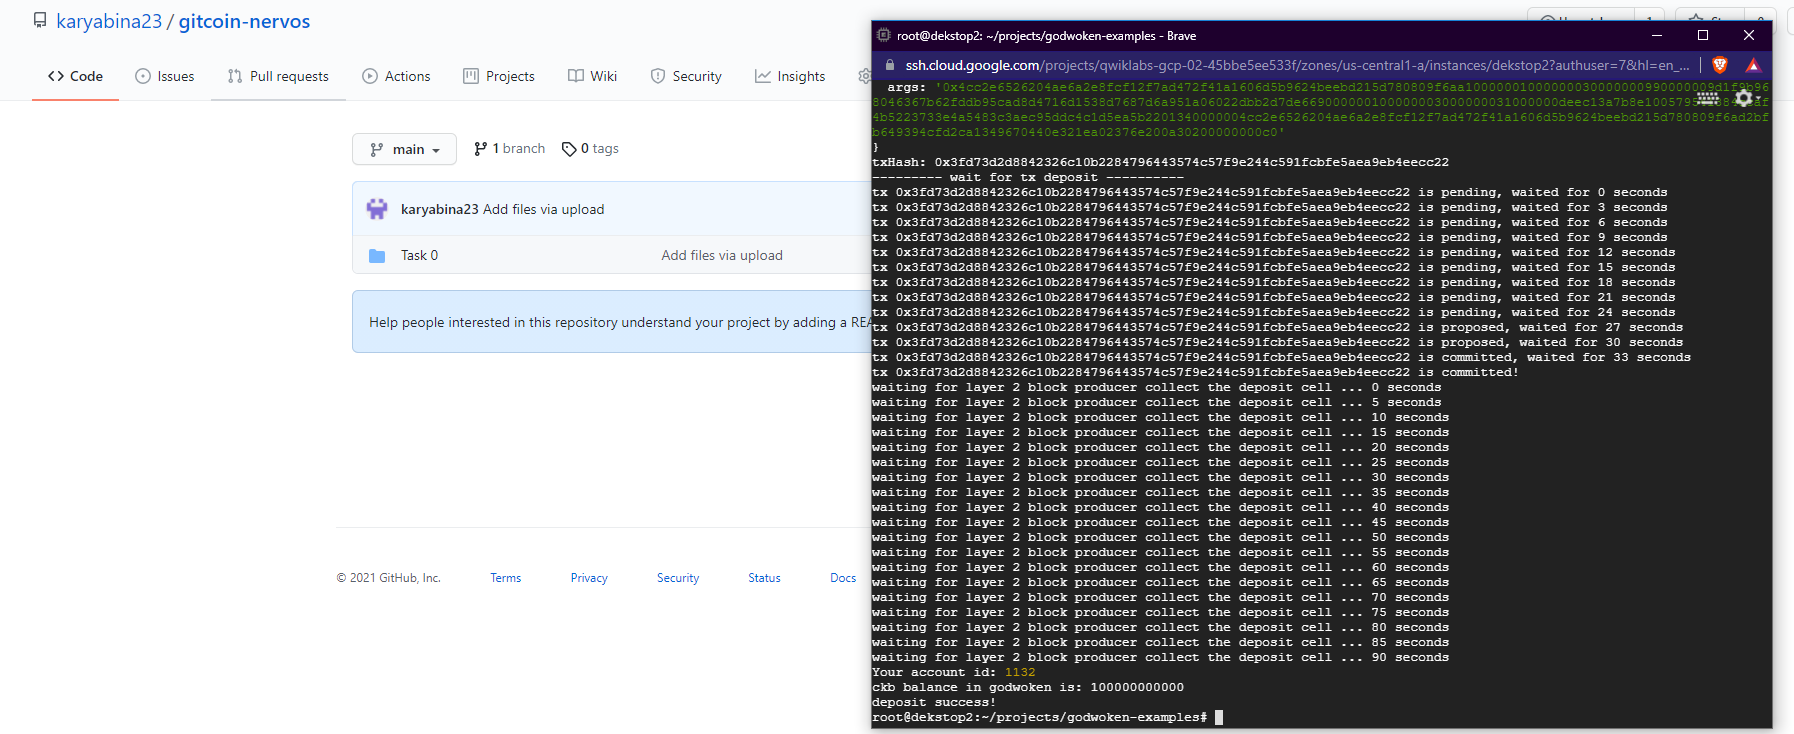 karyabina23 / gitcoin-nervos
Code Issues Pull requests Actions Projects Wiki Security Insights
main 1 branch 0 tags
karyabina23 Add files via upload
Task 0 Add files via upload
Help people interested in this repository understand your project by adding a REA
© 2021 GitHub, Inc. Terms Privacy Security Status Docs
root@dekstop2: ~/projects/godwoken-examples - Brave
ssh.cloud.google.com/projects/qwiklabs-gcp-02-45bbe5ee533f/zones/us-central1-a/instances/dekstop2?authuser=7&hl=en_...
args:
}
txHash: 0x3fd73d2d8842326c10b2284796443574c57f9e244c591fcbfe5aea9eb4eecc22
--------- wait for tx deposit ----------
tx 0x3fd73d2d8842326c10b2284796443574c57f9e244c591fcbfe5aea9eb4eecc22 is pending, waited for 0 seconds
tx 0x3fd73d2d8842326c10b2284796443574c57f9e244c591fcbfe5aea9eb4eecc22 is pending, waited for 3 seconds
tx 0x3fd73d2d8842326c10b2284796443574c57f9e244c591fcbfe5aea9eb4eecc22 is pending, waited for 6 seconds
tx 0x3fd73d2d8842326c10b2284796443574c57f9e244c591fcbfe5aea9eb4eecc22 is pending, waited for 9 seconds
tx 0x3fd73d2d8842326c10b2284796443574c57f9e244c591fcbfe5aea9eb4eecc22 is pending, waited for 12 seconds
tx 0x3fd73d2d8842326c10b2284796443574c57f9e244c591fcbfe5aea9eb4eecc22 is pending, waited for 15 seconds
tx 0x3fd73d2d8842326c10b2284796443574c57f9e244c591fcbfe5aea9eb4eecc22 is pending, waited for 18 seconds
tx 0x3fd73d2d8842326c10b2284796443574c57f9e244c591fcbfe5aea9eb4eecc22 is pending, waited for 21 seconds
tx 0x3fd73d2d8842326c10b2284796443574c57f9e244c591fcbfe5aea9eb4eecc22 is pending, waited for 24 seconds
tx 0x3fd73d2d8842326c10b2284796443574c57f9e244c591fcbfe5aea9eb4eecc22 is proposed, waited for 27 seconds
tx 0x3fd73d2d8842326c10b2284796443574c57f9e244c591fcbfe5aea9eb4eecc22 is proposed, waited for 30 seconds
tx 0x3fd73d2d8842326c10b2284796443574c57f9e244c591fcbfe5aea9eb4eecc22 is committed, waited for 33 seconds
tx 0x3fd73d2d8842326c10b2284796443574c57f9e244c591fcbfe5aea9eb4eecc22 is committed!
waiting for layer 2 block producer collect the deposit cell ... 0 seconds
waiting for layer 2 block producer collect the deposit cell ... 5 seconds
waiting for layer 2 block producer collect the deposit cell ... 10 seconds
waiting for layer 2 block producer collect the deposit cell ... 15 seconds
waiting for layer 2 block producer collect the deposit cell ... 20 seconds
waiting for layer 2 block producer collect the deposit cell ... 25 seconds
waiting for layer 2 block producer collect the deposit cell ... 30 seconds
waiting for layer 2 block producer collect the deposit cell ... 35 seconds
waiting for layer 2 block producer collect the deposit cell ... 40 seconds
waiting for layer 2 block producer collect the deposit cell ... 45 seconds
waiting for layer 2 block producer collect the deposit cell ... 50 seconds
waiting for layer 2 block producer collect the deposit cell ... 55 seconds
waiting for layer 2 block producer collect the deposit cell ... 60 seconds
waiting for layer 2 block producer collect the deposit cell ... 65 seconds
waiting for layer 2 block producer collect the deposit cell ... 70 seconds
waiting for layer 2 block producer collect the deposit cell ... 75 seconds
waiting for layer 2 block producer collect the deposit cell ... 80 seconds
waiting for layer 2 block producer collect the deposit cell ... 85 seconds
waiting for layer 2 block producer collect the deposit cell ... 90 seconds
Your account id: 1132
ckb balance in godwoken is: 100000000000
deposit success!
root@dekstop2:~/projects/godwoken-examples#